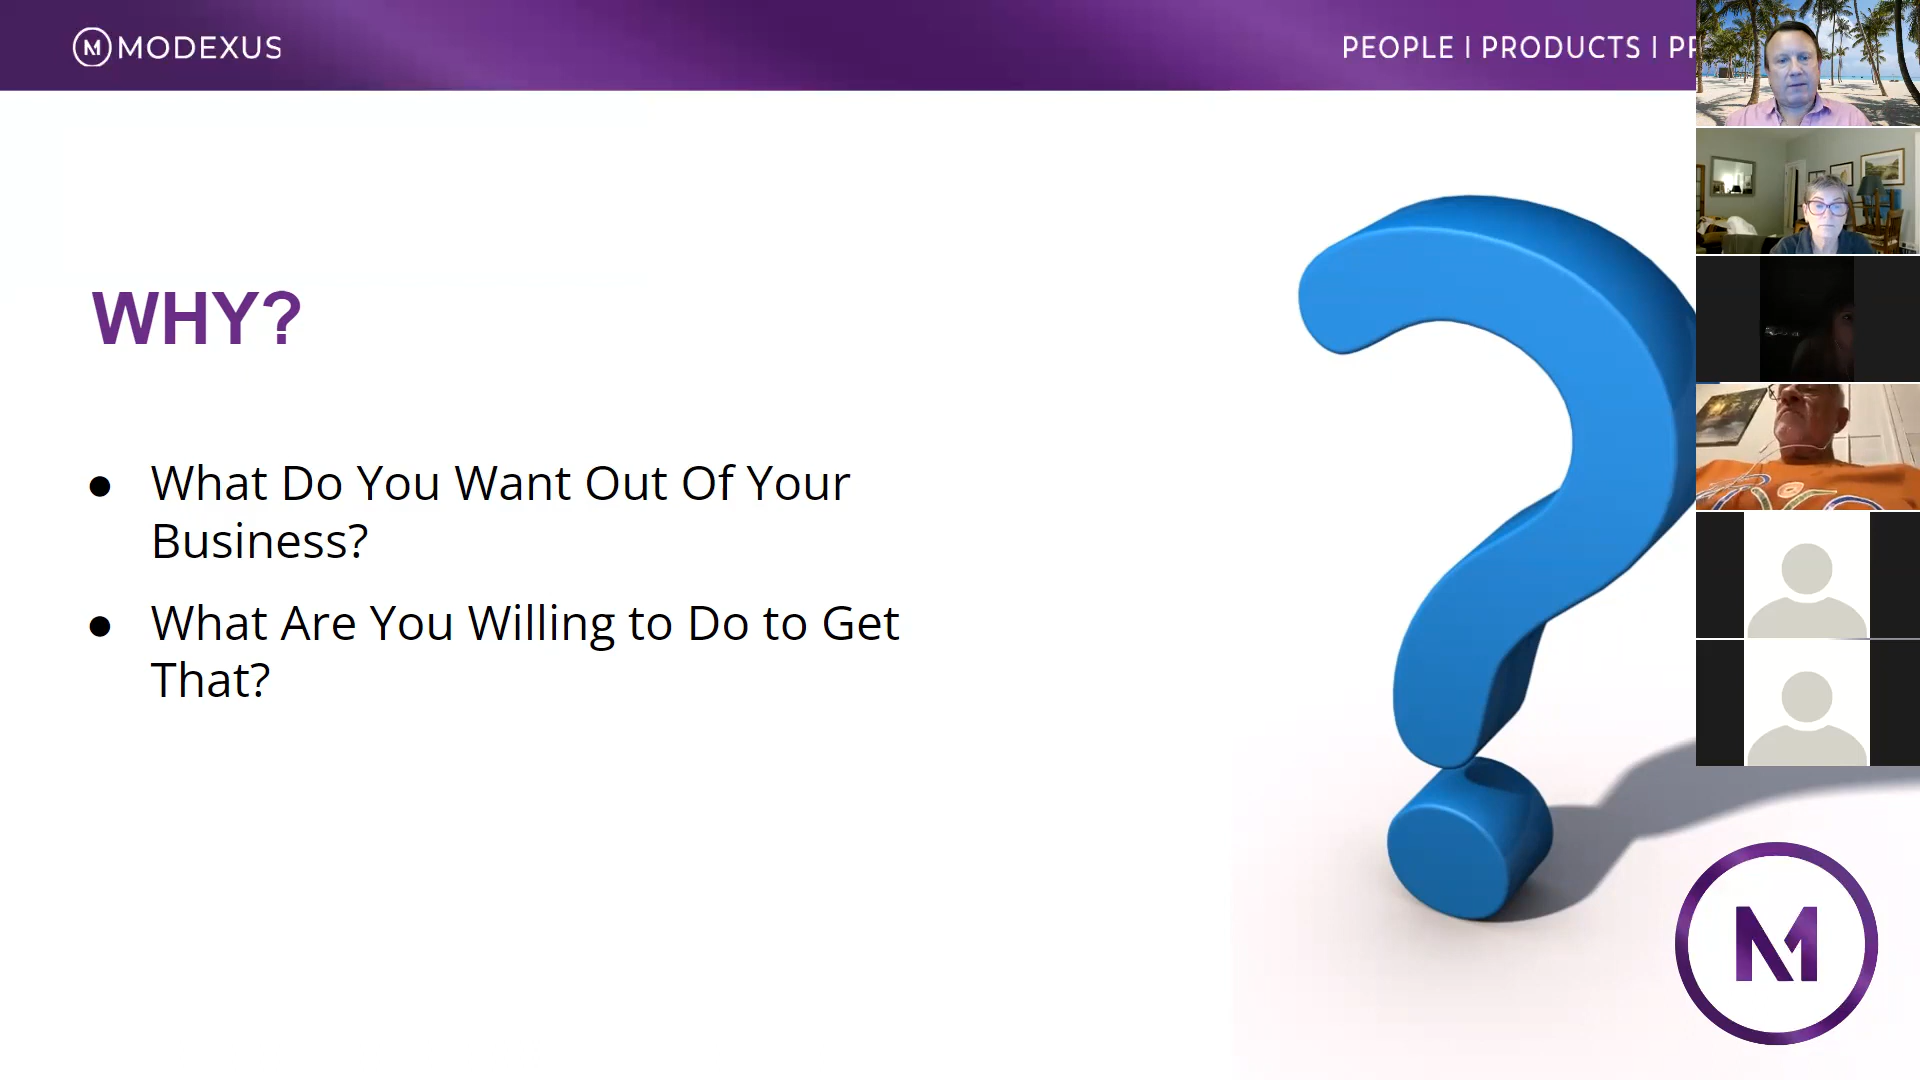 MODEXUS
PEOPLE | PRODUCTS |
WHY?
● What Do You Want Out Of Your
Business?
● What Are You Willing to Do to Get
That?
M